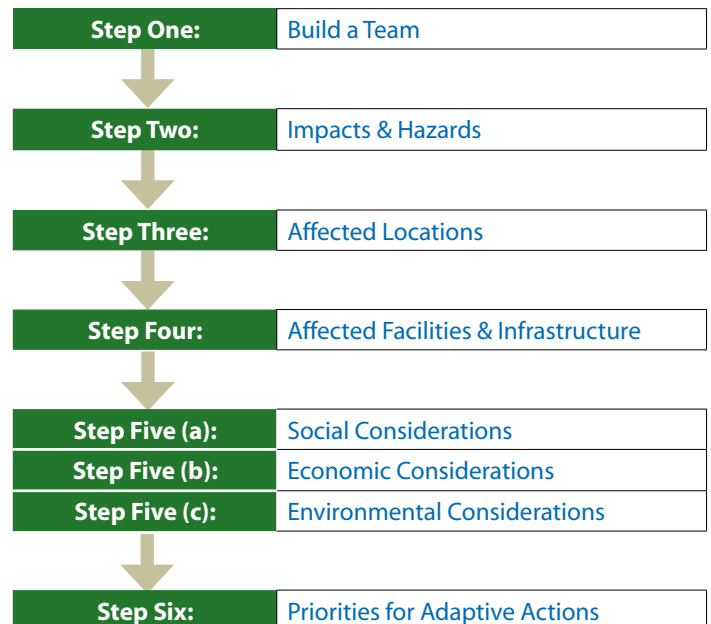 Step One: Build a Team
Step Two: Impacts & Hazards
Step Three: Affected Locations
Step Four: Affected Facilities & Infrastructure
Step Five (a): Social Considerations
Step Five (b): Economic Considerations
Step Five (c): Environmental Considerations
Step Six: Priorities for Adaptive Actions